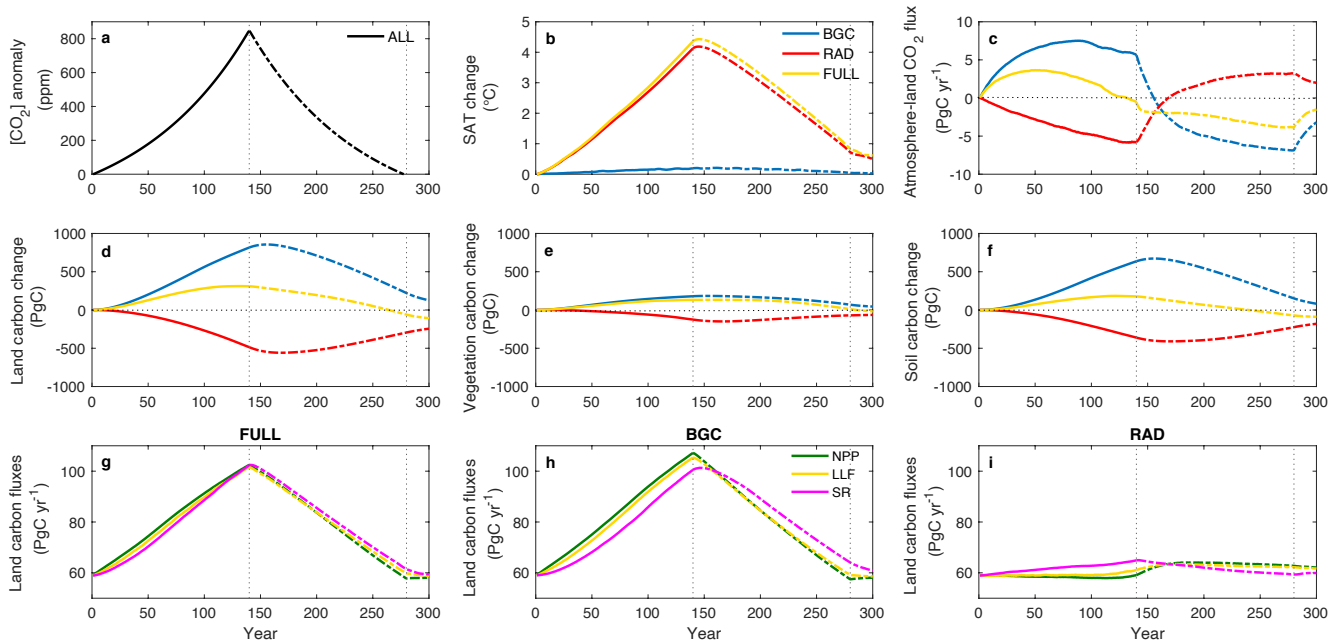 a
ALL
[CO2] anomaly
(ppm)
800
600
400
200
0
0 50 100 150 200 250 300
b
BGC
RAD
FULL
SAT change
(°C)
5
4
3
2
1
0
0 50 100 150 200 250 300
c
Atmosphere-land CO2 flux
(PgC yr-1)
10
5
0
-5
-10
0 50 100 150 200 250 300
d
Land carbon change
(PgC)
1000
500
0
-500
-1000
0 50 100 150 200 250 300
e
Vegetation carbon change
(PgC)
1000
500
0
-500
-1000
0 50 100 150 200 250 300
f
Soil carbon change
(PgC)
1000
500
0
-500
-1000
0 50 100 150 200 250 300
FULL
g
Land carbon fluxes
(PgC yr-1)
100
80
60
0 50 100 150 200 250 300
Year
BGC
h
NPP
LLF
SR
Land carbon fluxes
(PgC yr-1)
100
80
60
0 50 100 150 200 250 300
Year
RAD
i
Land carbon fluxes
(PgC yr-1)
100
80
60
0 50 100 150 200 250 300
Year